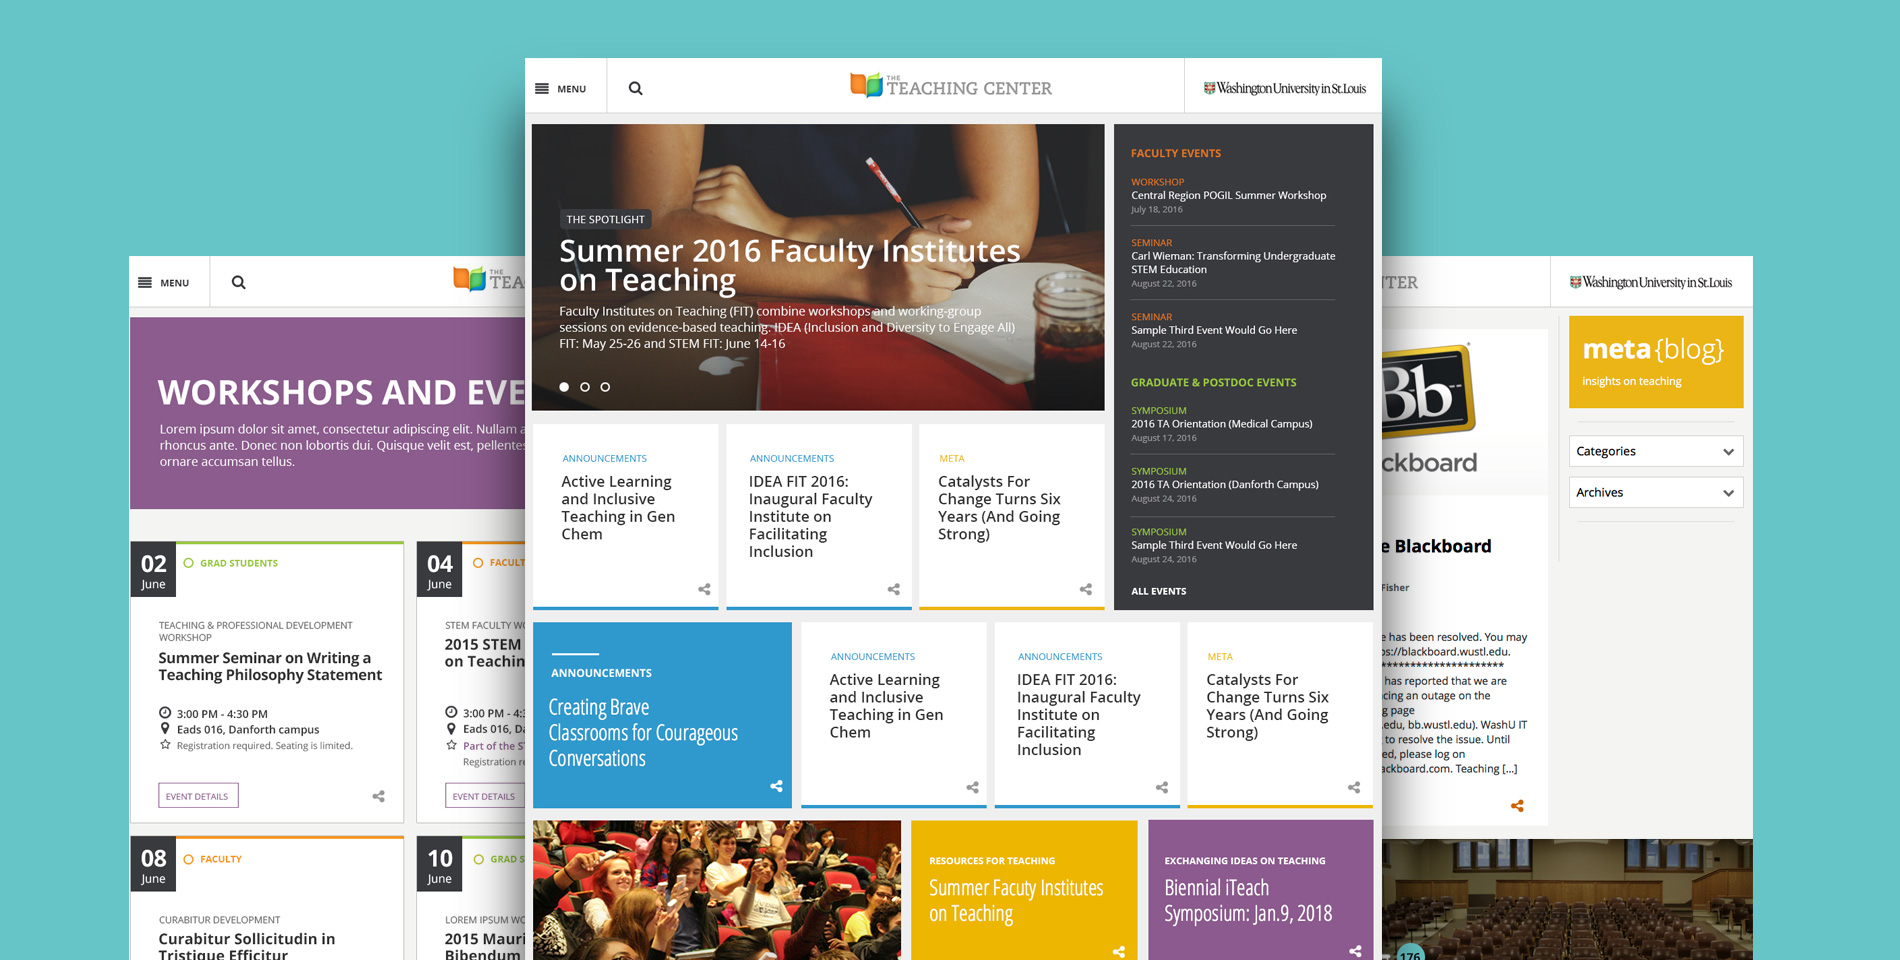 MENU
THE
TEACHING CENTER
Washington University in St. Louis
THE SPOTLIGHT
Summer 2016 Faculty Institutes
on Teaching
Faculty Institutes on Teaching (FIT) combine workshops and working-group
sessions on evidence-based teaching. IDEA (Inclusion and Diversity to Engage All)
FIT: May 25-26 and STEM FIT: June 14-16
FACULTY EVENTS
WORKSHOP
Central Region POGIL Summer Workshop
July 18, 2016
SEMINAR
Carl Wieman: Transforming Undergraduate
STEM Education
August 22, 2016
SEMINAR
Sample Third Event Would Go Here
August 22, 2016
GRADUATE & POSTDOC EVENTS
SYMPOSIUM
2016 TA Orientation (Medical Campus)
August 17, 2016
SYMPOSIUM
2016 TA Orientation (Danforth Campus)
August 24, 2016
SYMPOSIUM
Sample Third Event Would Go Here
August 24, 2016
ALL EVENTS
ANNOUNCEMENTS
Active Learning
and Inclusive
Teaching in Gen
Chem
ANNOUNCEMENTS
IDEA FIT 2016:
Inaugural Faculty
Institute on
Facilitating
Inclusion
META
Catalysts For
Change Turns Six
Years (And Going
Strong)
ANNOUNCEMENTS
Creating Brave
Classrooms for Courageous
Conversations
ANNOUNCEMENTS
Active Learning
and Inclusive
Teaching in Gen
Chem
ANNOUNCEMENTS
IDEA FIT 2016:
Inaugural Faculty
Institute on
Facilitating
Inclusion
META
Catalysts For
Change Turns Six
Years (And Going
Strong)
RESOURCES FOR TEACHING
Summer Facuty Institutes
on Teaching
EXCHANGING IDEAS ON TEACHING
Biennial iTeach
Symposium: Jan.9, 2018
MENU
THE
TEA
WORKSHOPS AND EVE
Lorem ipsum dolor sit amet, consectetur adipiscing elit. Nullam a
rhoncus ante. Donec non lobortis dui. Quisque velit est, pellentes
ornare accumsan tellus.
02
June
GRAD STUDENTS
TEACHING & PROFESSIONAL DEVELOPMENT
WORKSHOP
Summer Seminar on Writing a
Teaching Philosophy Statement
3:00 PM - 4:30 PM
Eads 016, Danforth campus
Registration required. Seating is limited.
EVENT DETAILS
04
June
FACULT
STEM FACULTY WO
2015 STEM
on Teachin
3:00 PM - 4:3
Eads 016, Da
Part of the ST
Registration re
EVENT DETAILS
08
June
FACULTY
CURABITUR DEVELOPMENT
Curabitur Sollicitudin in
Tristique Efficitur
10
June
GRAD S
LOREM IPSUM WO
2015 Mauri
Bibendum
TER
Washington University in St. Louis
Bb
ckboard
e Blackboard
Fisher
e has been resolved. You may
ps://blackboard.wustl.edu.
**********************
has reported that we are
cing an outage on the
g page
.edu, bb.wustl.edu). WashU IT
to resolve the issue. Until
ed, please log on
ackboard.com. Teaching [...]
meta{blog}
insights on teaching
Categories
Archives
176